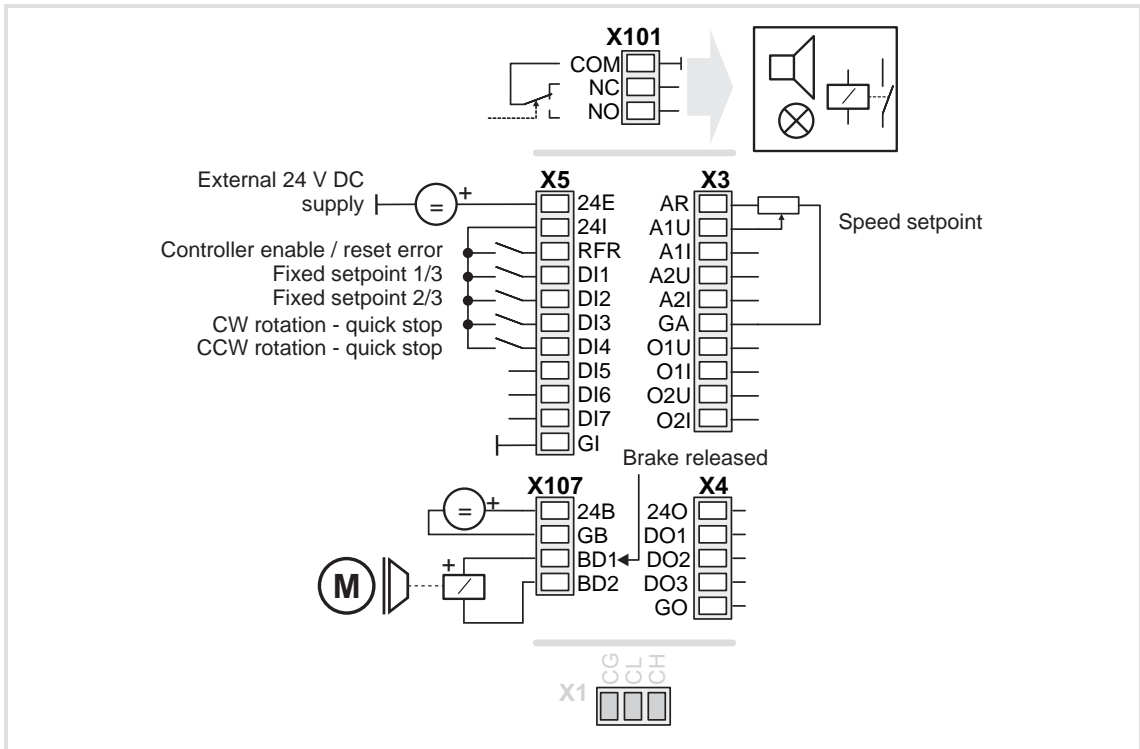 X101
COM
NC
NO
External 24 V DC
supply
=
+
Controller enable / reset error
Fixed setpoint 1/3
Fixed setpoint 2/3
CW rotation - quick stop
CCW rotation - quick stop
X5
24E
24I
RFR
DI1
DI2
DI3
DI4
DI5
DI6
DI7
GI
X3
AR
A1U
A1I
A2U
A2I
GA
O1U
O1I
O2U
O2I
Speed setpoint
Brake released
X107
=
+
24B
GB
BD1
BD2
M
+
X4
24O
DO1
DO2
DO3
GO
X1
CG
CL
CH